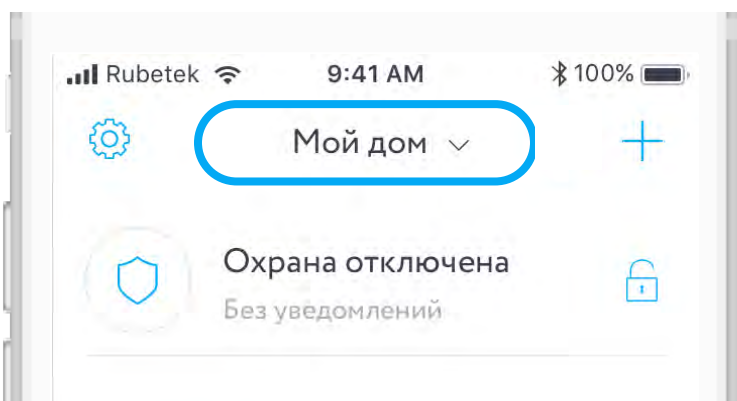 Rubetek 9:41 AM 100%
Мой дом
Охрана отключена
Без уведомлений